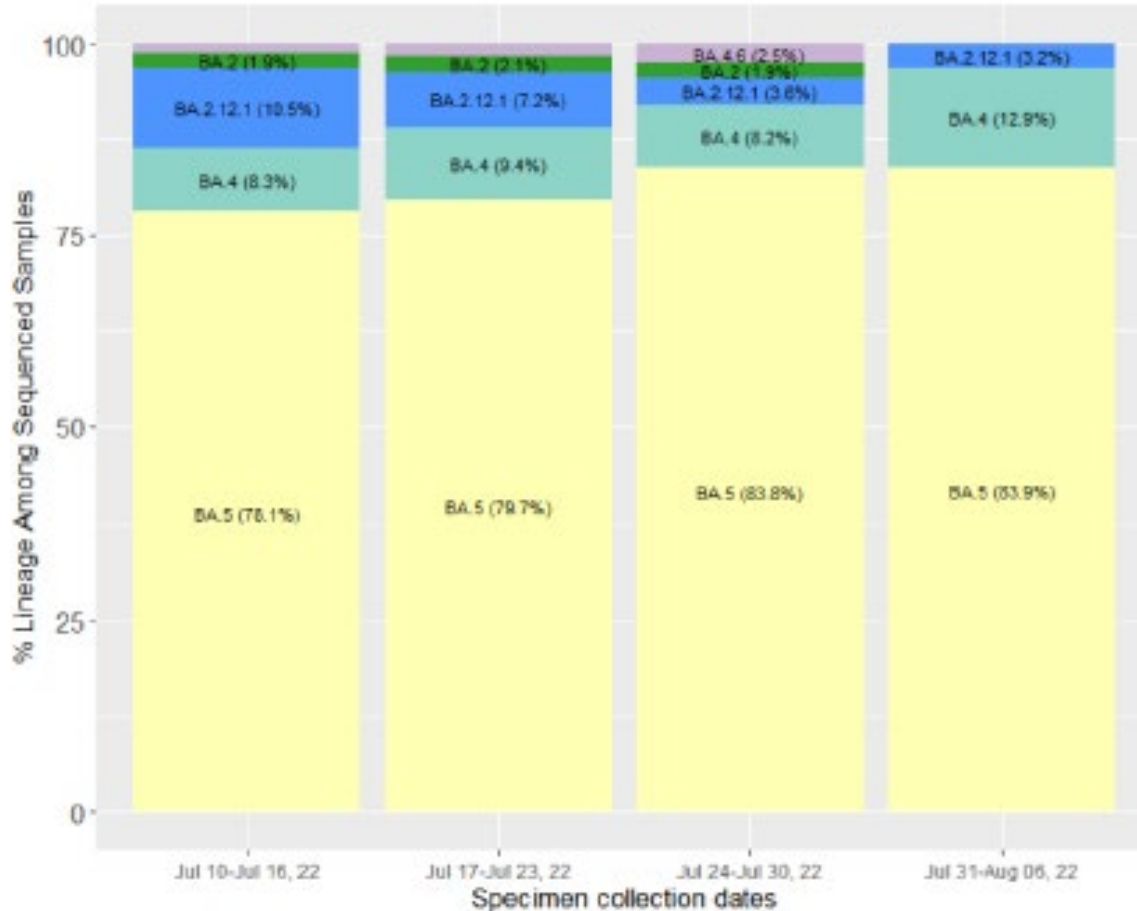 100
75
50
25
0
% Lineage Among Sequenced Samples
BA.2 (1.9%)
BA.2.12.1 (10.5%)
BA.4 (8.3%)
BA.5 (78.1%)
BA.2 (2.1%)
BA.2.12.1 (7.2%)
BA.4 (9.4%)
BA.5 (79.7%)
BA.4.6 (2.5%)
BA.2 (1.9%)
BA.2.12.1 (3.6%)
BA.4 (8.2%)
BA.5 (83.8%)
BA.2.12.1 (3.2%)
BA.4 (12.9%)
BA.5 (83.9%)
Jul 10-Jul 16, 22
Jul 17-Jul 23, 22
Jul 24-Jul 30, 22
Jul 31-Aug 06, 22
Specimen collection dates